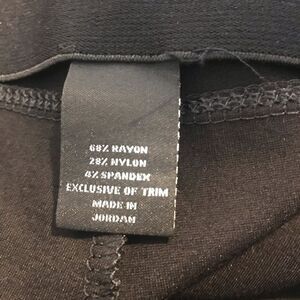 68% RAYON
28% NYLON
4% SPANDEX
EXCLUSIVE OF TRIM
MADE IN
JORDAN